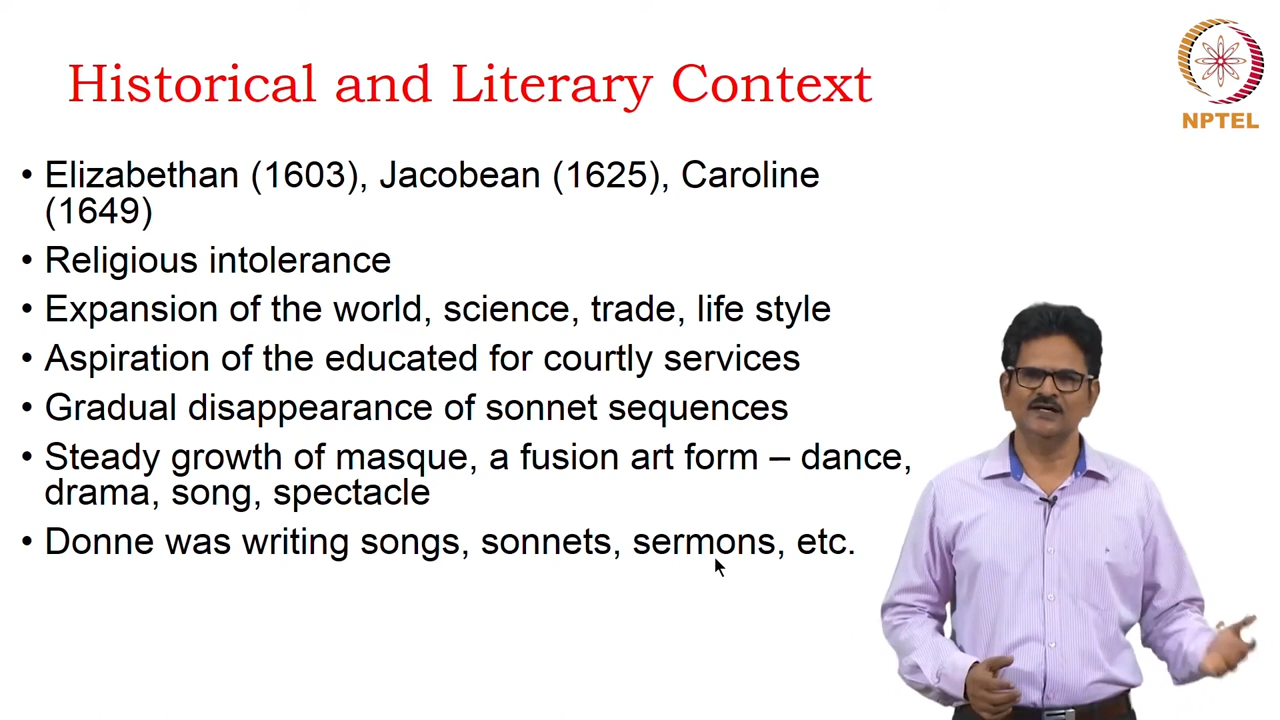 Historical and Literary Context
NPTEL
• Elizabethan (1603), Jacobean (1625), Caroline
(1649)
• Religious intolerance
• Expansion of the world, science, trade, life style
• Aspiration of the educated for courtly services
• Gradual disappearance of sonnet sequences
• Steady growth of masque, a fusion art form – dance,
drama, song, spectacle
• Donne was writing songs, sonnets, sermons, etc.